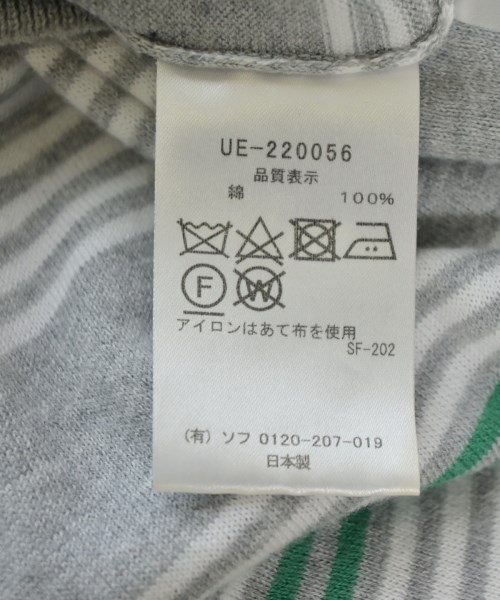 UE-220056
品質表示
綿 100%
F W
アイロンはあて布を使用
SF-202
(有) ソフ 0120-207-019
日本製